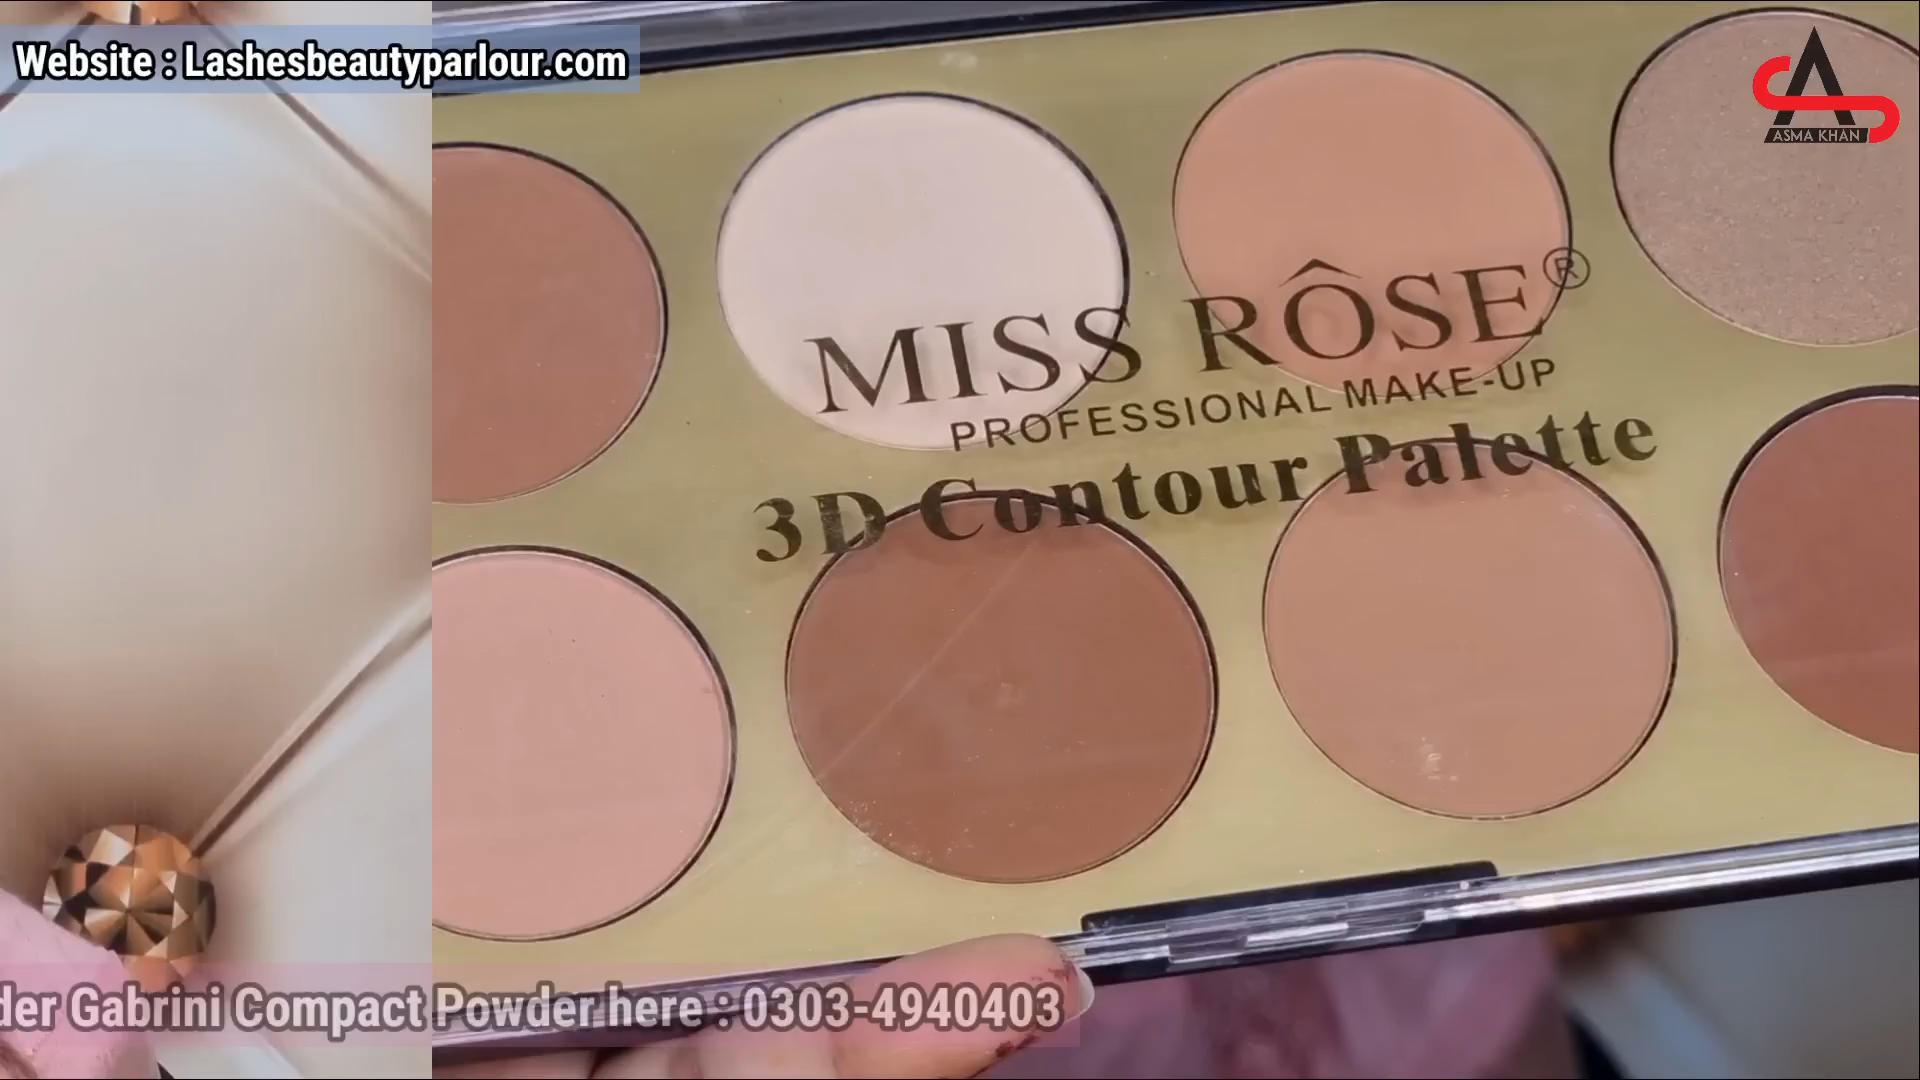 Website : Lashesbeautyparlour.com
ASMA KHAN
MISS RÔSE®
PROFESSIONAL MAKE-UP
3D Contour Palette
der Gabrini Compact Powder here : 0303-4940403